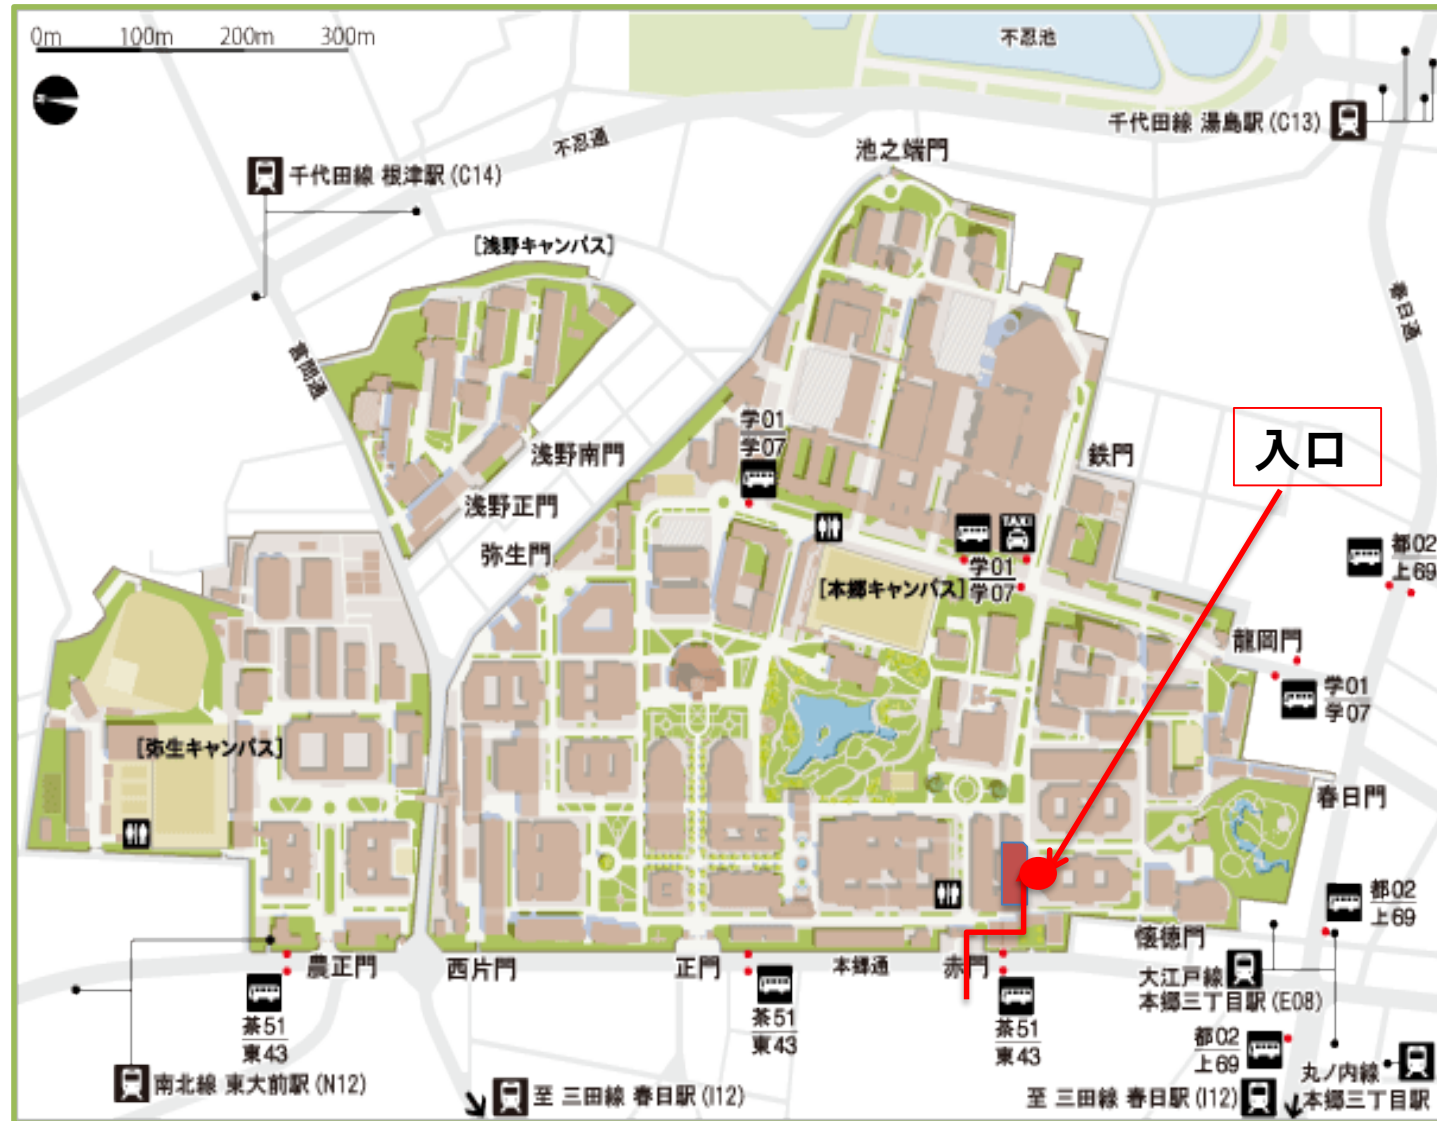 0m 100m 200m 300m
不忍池
千代田線 湯島駅 (C13)
不忍通
池之端門
千代田線 根津駅 (C14)
[浅野キャンパス]
春日通
言問通
学01
学07
入口
浅野南門
鉄門
浅野正門
TAXI
弥生門
都02
上69
学01
学07
[本郷キャンパス]
龍岡門
学01
学07
[弥生キャンパス]
春日門
都02
上69
懐徳門
農正門
西片門
正門
本郷通
赤門
大江戸線
本郷三丁目駅 (E08)
茶51
東43
茶51
東43
茶51
東43
都02
上69
南北線 東大前駅 (N12)
至 三田線 春日駅 (I12)
至 三田線 春日駅 (I12)
丸ノ内線
本郷三丁目駅